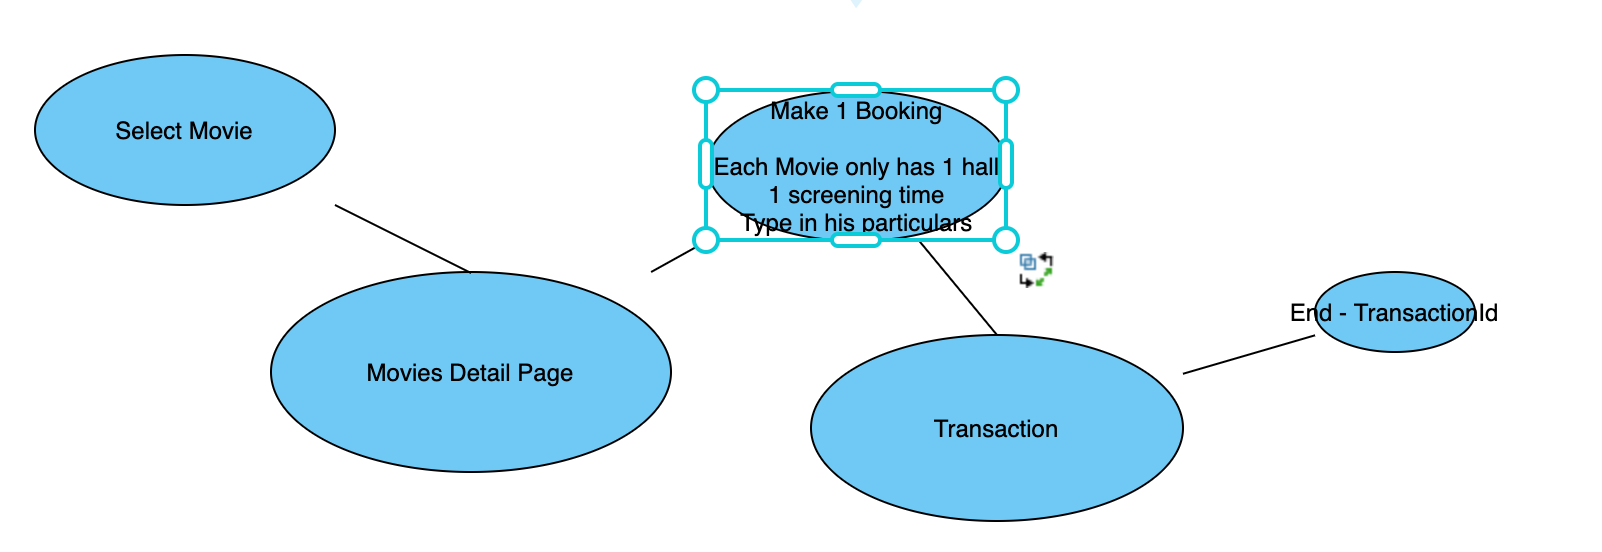 Select Movie
Make 1 Booking
Each Movie only has 1 hall
1 screening time
Type in his particulars
Movies Detail Page
End - TransactionId
Transaction